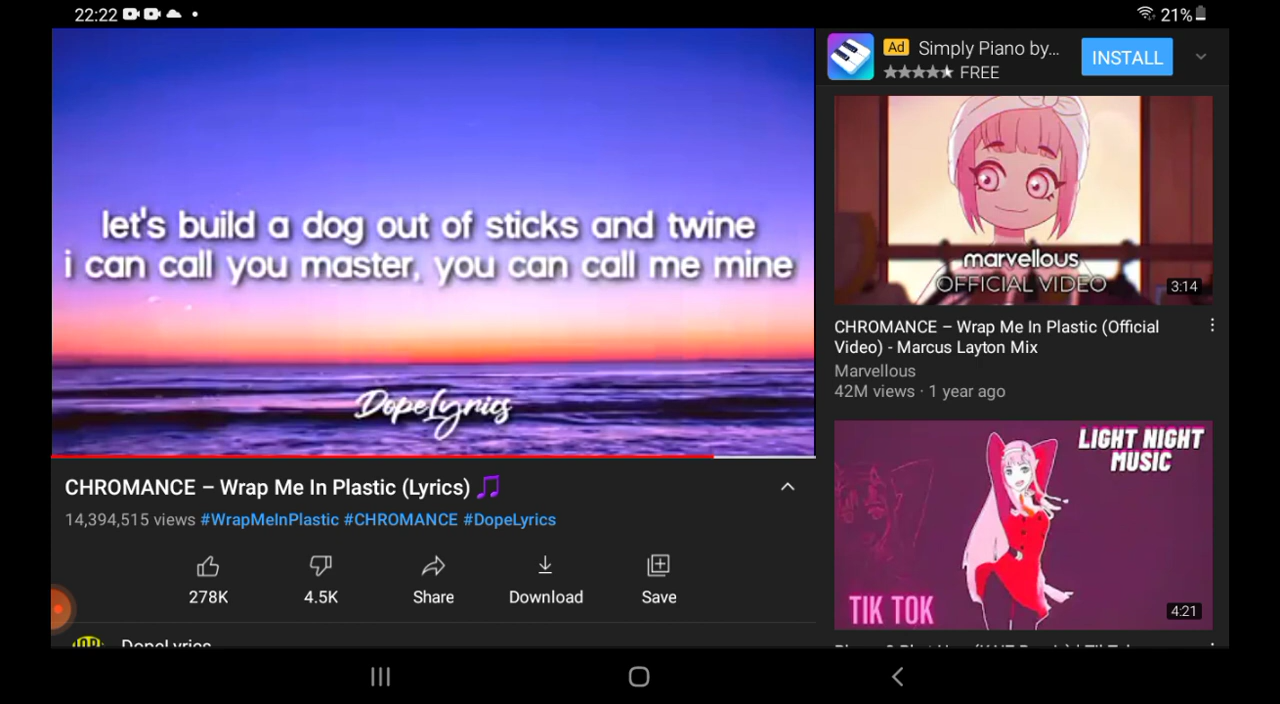 22:22
21%
let's build a dog out of sticks and twine
i can call you master, you can call me mine
DopeLyrics
CHROMANCE – Wrap Me In Plastic (Lyrics)
14,394,515 views #WrapMeInPlastic #CHROMANCE #DopeLyrics
278K
4.5K
Share
Download
Save
DopeLyrics
Ad Simply Piano by...
FREE
INSTALL
marvellous
OFFICIAL VIDEO
3:14
CHROMANCE – Wrap Me In Plastic (Official
Video) - Marcus Layton Mix
Marvellous
42M views · 1 year ago
LIGHT NIGHT
MUSIC
TIK TOK
4:21